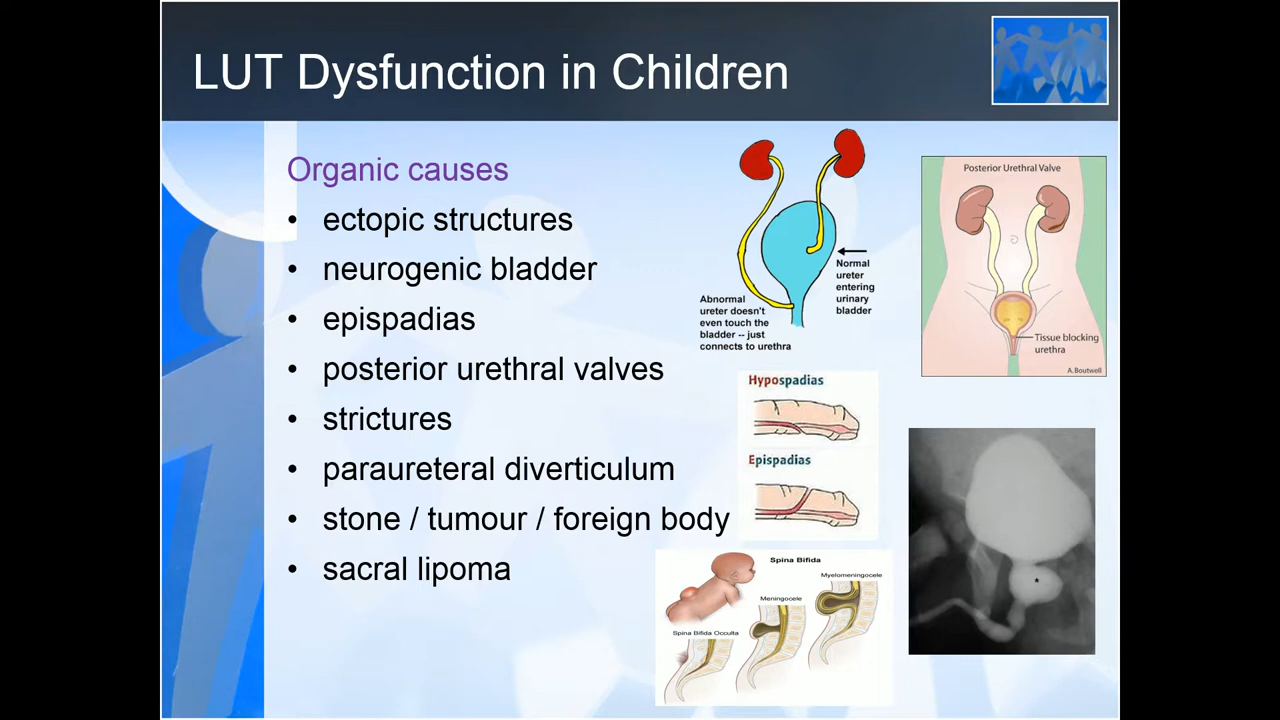 LUT Dysfunction in Children
Organic causes
• ectopic structures
• neurogenic bladder
• epispadias
• posterior urethral valves
• strictures
• paraureteral diverticulum
• stone / tumour / foreign body
• sacral lipoma
Normal
ureter
entering
urinary
bladder
Abnormal
ureter doesn't
even touch the
bladder -- just
connects to urethra
Posterior Urethral Valve
Tissue blocking
urethra
A.Boutwell
Hypospadias
Epispadias
Spina Bifida
Myelomeningocele
Meningocele
Spina Bifida Occulta